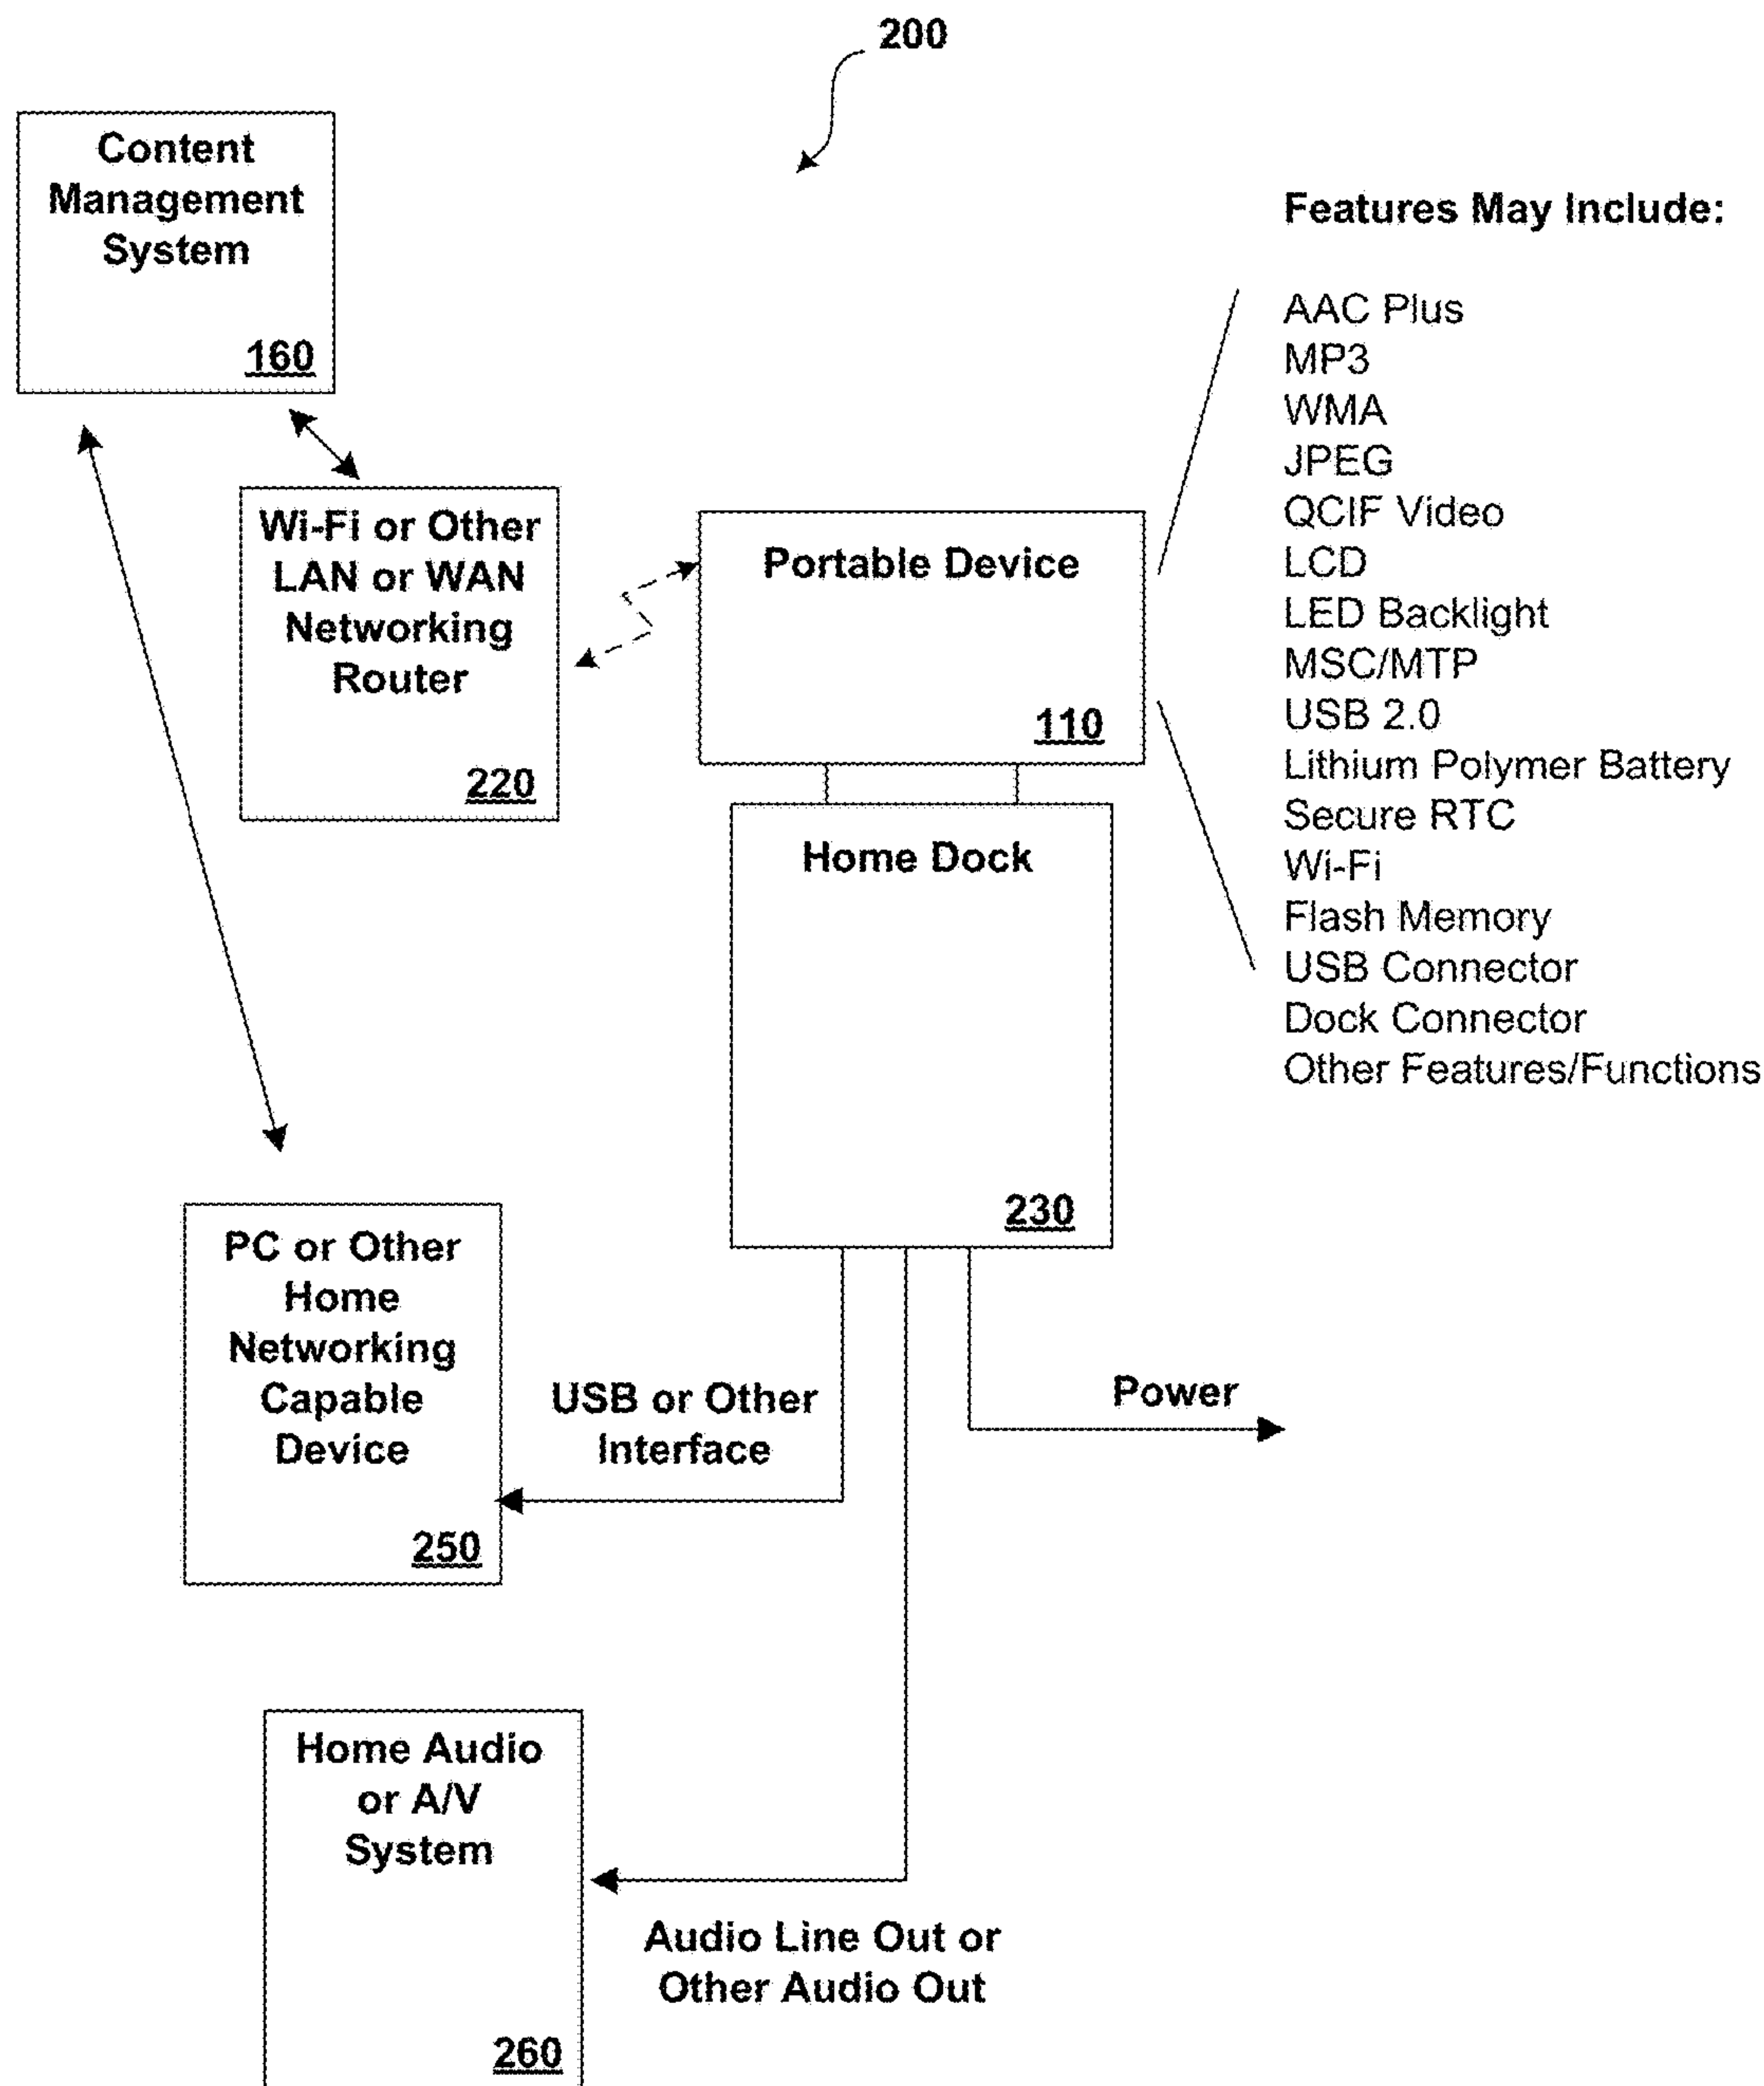 200
Content
Management
System
160
Features May Include:
AAC Plus
MP3
WMA
JPEG
QCIF Video
LCD
LED Backlight
MSC/MTP
USB 2.0
Lithium Polymer Battery
Secure RTC
Wi-Fi
Flash Memory
USB Connector
Dock Connector
Other Features/Functions
Wi-Fi or Other
LAN or WAN
Networking
Router
220
Portable Device
110
Home Dock
230
PC or Other
Home
Networking
Capable
Device
250
USB or Other
Interface
Power
Home Audio
or A/V
System
260
Audio Line Out or
Other Audio Out